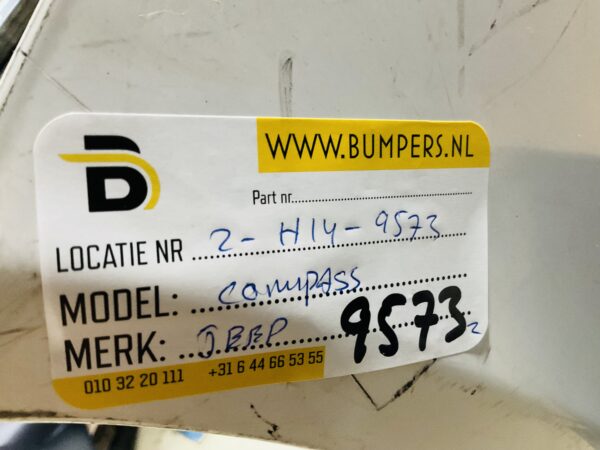 WWW.BUMPERS.NL
Part nr.
LOCATIE NR 2-H14-9573
MODEL: compass
MERK: JEEP
9573 2
010 32 20 111 +31 6 44 66 53 55